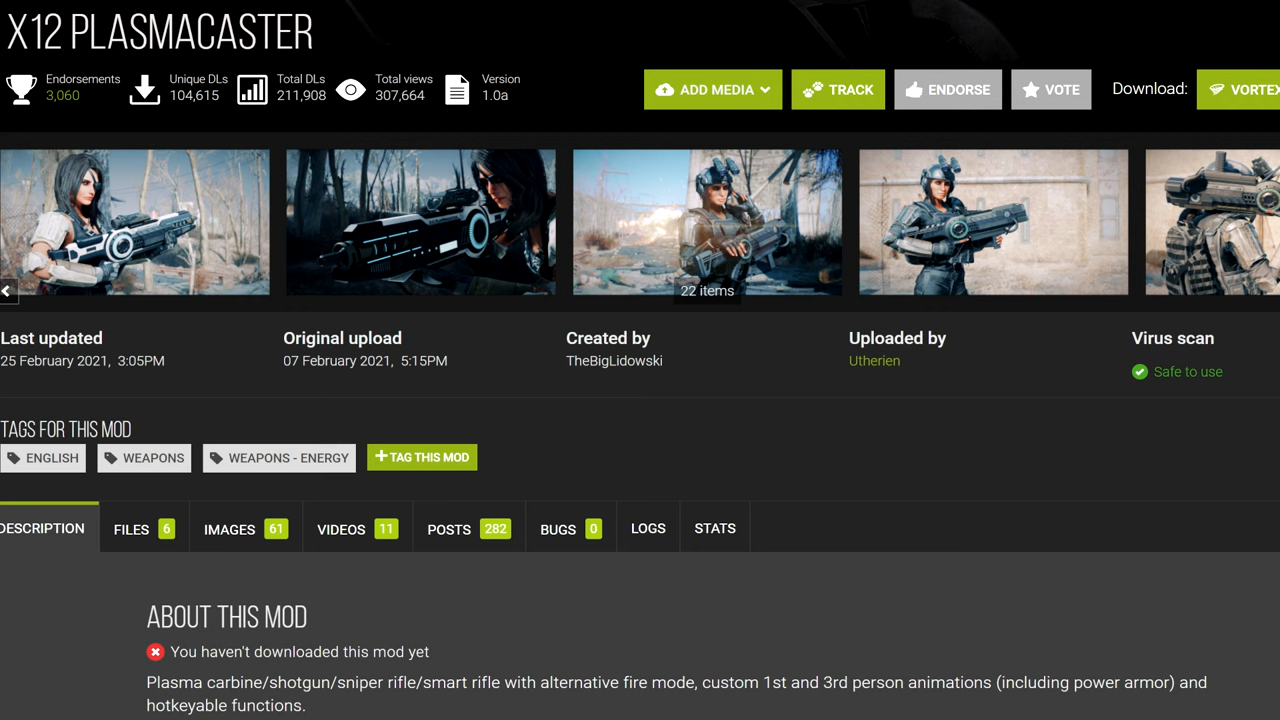 X12 PLASMACASTER
Endorsements
3,060
Unique DLs
104,615
Total DLs
211,908
Total views
307,664
Version
1.0a
ADD MEDIA
TRACK
ENDORSE
VOTE
Download:
VORTEX
22 items
Last updated
25 February 2021, 3:05PM
Original upload
07 February 2021, 5:15PM
Created by
TheBigLidowski
Uploaded by
Utherien
Virus scan
Safe to use
TAGS FOR THIS MOD
ENGLISH
WEAPONS
WEAPONS - ENERGY
+TAG THIS MOD
DESCRIPTION
FILES 6
IMAGES 61
VIDEOS 11
POSTS 282
BUGS 0
LOGS
STATS
ABOUT THIS MOD
You haven't downloaded this mod yet
Plasma carbine/shotgun/sniper rifle/smart rifle with alternative fire mode, custom 1st and 3rd person animations (including power armor) and
hotkeyable functions.